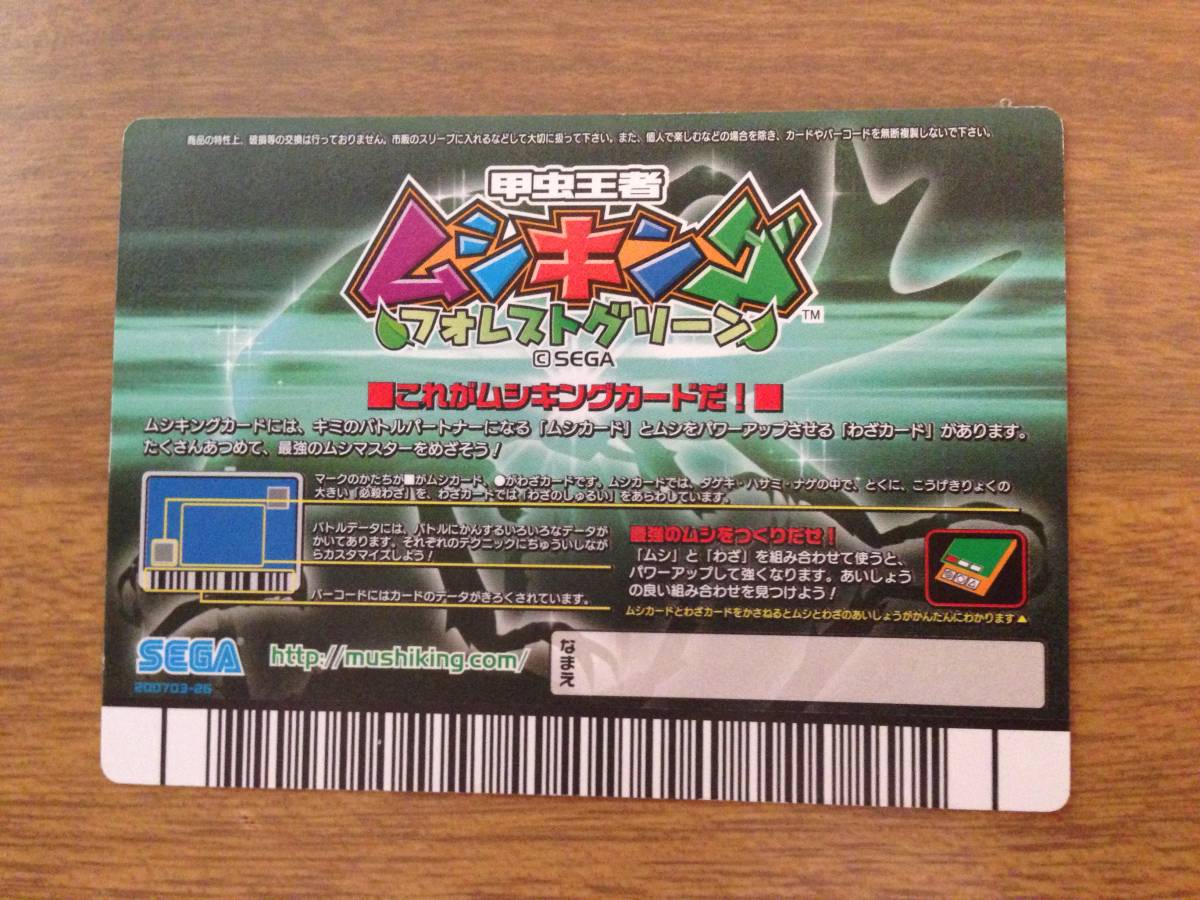 商品の特性上、破損等の交換は行っておりません。市販のスリーブに入れるなどして大切に扱って下さい。また、個人で楽しむなどの場合を除き、カードやバーコードを無断複製しないで下さい。
甲虫王者
ムシキング
TM
フォレストグリーン
©SEGA
■これがムシキングカードだ！■
ムシキングカードには、キミのバトルパートナーになる「ムシカード」とムシをパワーアップさせる「わざカード」があります。
たくさんあつめて、最強のムシマスターをめざそう！
マークのかたちが■がムシカード、●がわざカードです。ムシカードでは、ダゲキ・ハサミ・ナゲの中で、とくに、こうげきりょくの
大きい「必殺わざ」を、わざカードでは「わざのしゅるい」をあらわしています。
バトルデータには、バトルにかんするいろいろなデータが
かいてあります。それぞれのテクニックにちゅういしなが
らカスタマイズしよう！
バーコードにはカードのデータがきろくされています。
最強のムシをつくりだせ！
「ムシ」と「わざ」を組み合わせて使うと、
パワーアップして強くなります。あいしょう
の良い組み合わせを見つけよう！
ムシカードとわざカードをかさねるとムシとわざのあいしょうがかんたんにわかります▲
SEGA
http://mushiking.com/
なまえ
200703-26